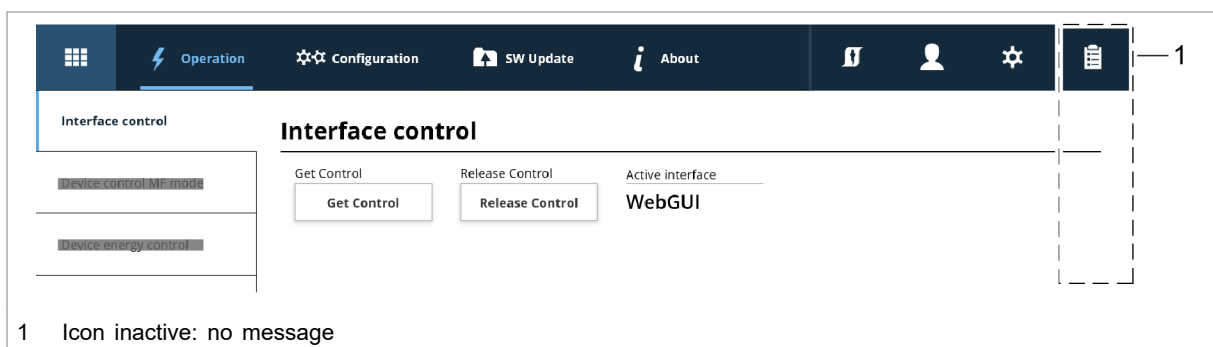 Operation Configuration SW Update About
1
Interface control
Interface control
Device control MF mode
Device energy control
Get Control Release Control Active interface
Get Control Release Control WebGUI
1 Icon inactive: no message